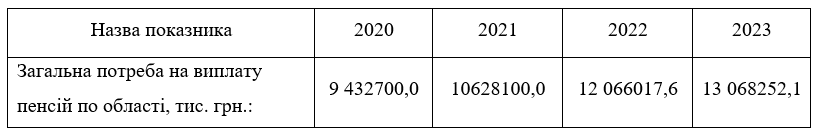 Назва показника 2020 2021 2022 2023
Загальна потреба на виплату
пенсій по області, тис. грн.: 9 432700,0 10628100,0 12 066017,6 13 068252,1